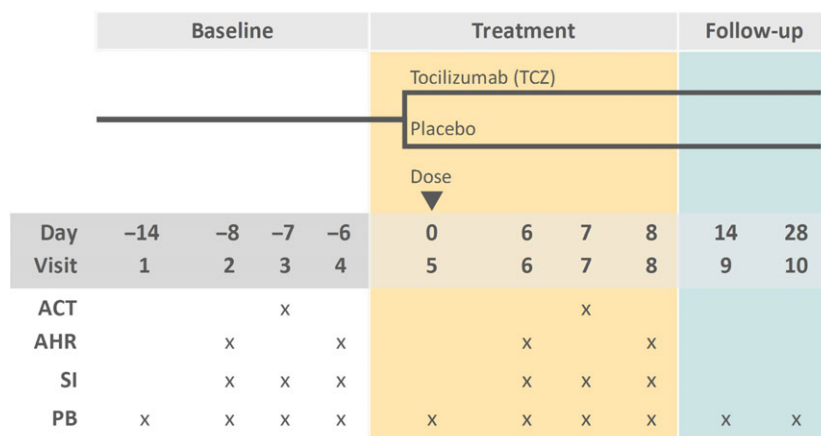 Baseline Treatment Follow-up
Tocilizumab (TCZ)
Placebo
Dose
Day −14 −8 −7 −6 0 6 7 8 14 28
Visit 1 2 3 4 5 6 7 8 9 10
ACT x x
AHR x x x x
SI x x x x x x
PB x x x x x x x x x x